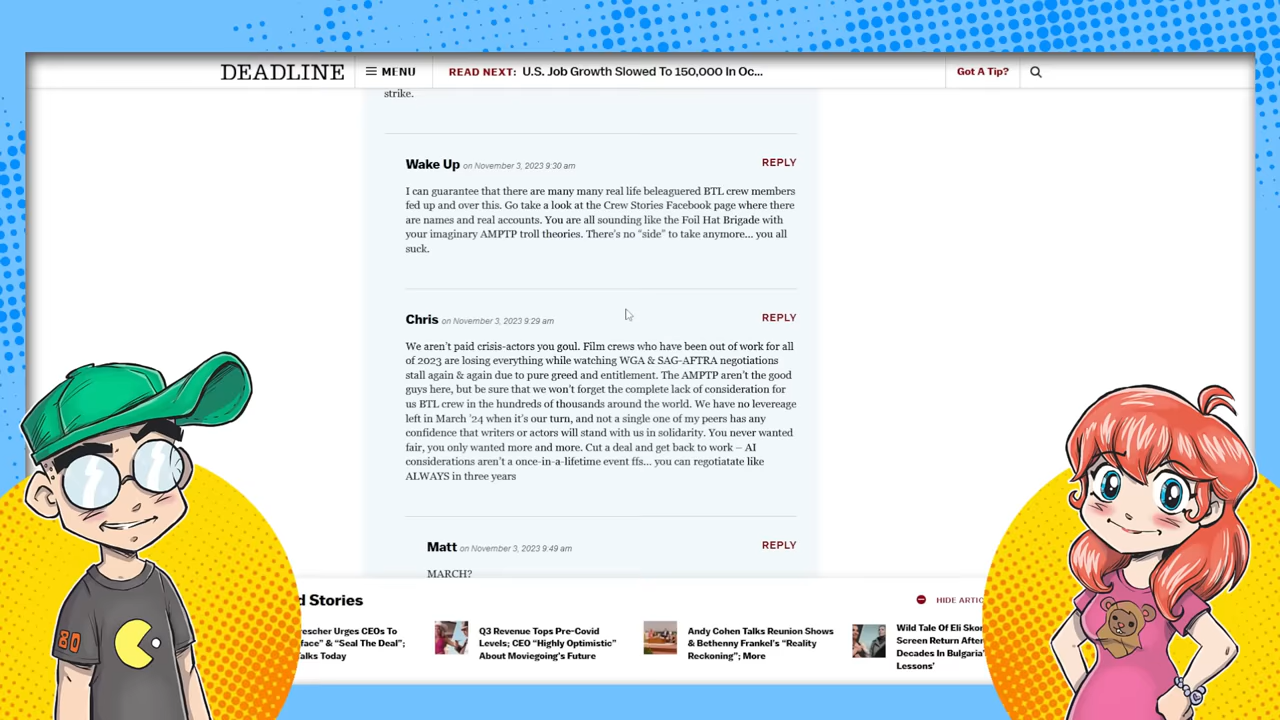 DEADLINE
MENU
READ NEXT: U.S. Job Growth Slowed To 150,000 In Oc...
Got A Tip?
strike.
Wake Up on November 3, 2023 9:30 am
REPLY
I can guarantee that there are many many real life beleaguered BTL crew members
fed up and over this. Go take a look at the Crew Stories Facebook page where there
are names and real accounts. You are all sounding like the Foil Hat Brigade with
your imaginary AMPTP troll theories. There's no "side" to take anymore... you all
suck.
Chris on November 3, 2023 9:29 am
REPLY
We aren't paid crisis-actors you goul. Film crews who have been out of work for all
of 2023 are losing everything while watching WGA & SAG-AFTRA negotiations
stall again & again due to pure greed and entitlement. The AMPTP aren't the good
guys here, but be sure that we won't forget the complete lack of consideration for
us BTL crew in the hundreds of thousands around the world. We have no levereage
left in March '24 when it's our turn, and not a single one of my peers has any
confidence that writers or actors will stand with us in solidarity. You never wanted
fair, you only wanted more and more. Cut a deal and get back to work – AI
considerations aren't a once-in-a-lifetime event ffs... you can negotiatate like
ALWAYS in three years
Matt on November 3, 2023 9:49 am
REPLY
MARCH?
d Stories
HIDE ARTIC
rescher Urges CEOs To
face" & "Seal The Deal";
alks Today
Q3 Revenue Tops Pre-Covid
Levels; CEO "Highly Optimistic"
About Moviegoing's Future
Andy Cohen Talks Reunion Shows
& Bethenny Frankel's "Reality
Reckoning"; More
Wild Tale Of Eli Skor
Screen Return After
Decades In Bulgaria'
Lessons'
80